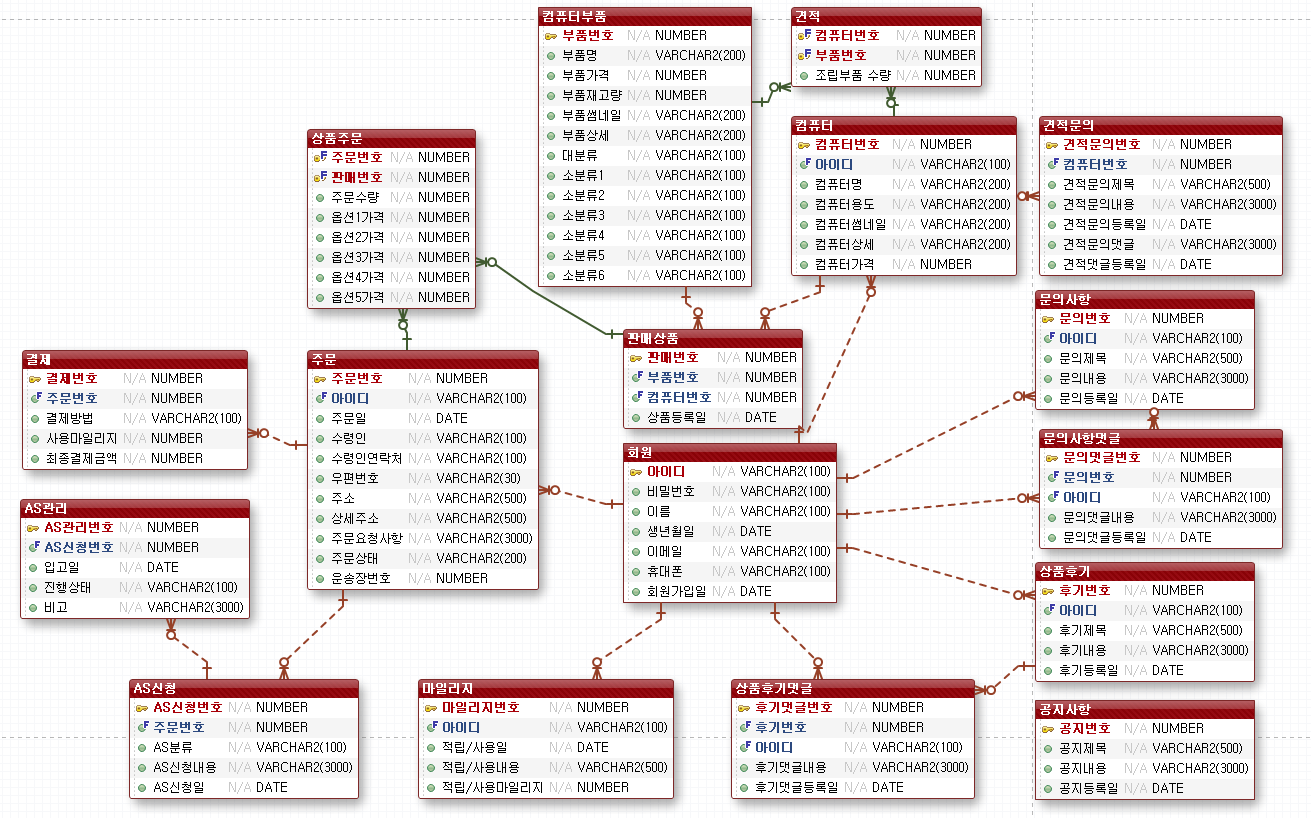 컴퓨터부품
부품번호 N/A NUMBER
부품명 N/A VARCHAR2(200)
부품가격 N/A NUMBER
부품재고량 N/A NUMBER
부품썸네일 N/A VARCHAR2(200)
부품상세 N/A VARCHAR2(200)
대분류 N/A VARCHAR2(100)
소분류1 N/A VARCHAR2(100)
소분류2 N/A VARCHAR2(100)
소분류3 N/A VARCHAR2(100)
소분류4 N/A VARCHAR2(100)
소분류5 N/A VARCHAR2(100)
소분류6 N/A VARCHAR2(100)
견적
F 컴퓨터번호 N/A NUMBER
F 부품번호 N/A NUMBER
조립부품 수량 N/A NUMBER
상품주문
F 주문번호 N/A NUMBER
F 판매번호 N/A NUMBER
주문수량 N/A NUMBER
옵션1가격 N/A NUMBER
옵션2가격 N/A NUMBER
옵션3가격 N/A NUMBER
옵션4가격 N/A NUMBER
옵션5가격 N/A NUMBER
컴퓨터
컴퓨터번호 N/A NUMBER
F 아이디 N/A VARCHAR2(100)
컴퓨터명 N/A VARCHAR2(200)
컴퓨터용도 N/A VARCHAR2(200)
컴퓨터썸네일 N/A VARCHAR2(200)
컴퓨터상세 N/A VARCHAR2(200)
컴퓨터가격 N/A NUMBER
견적문의
견적문의번호 N/A NUMBER
F 컴퓨터번호 N/A NUMBER
견적문의제목 N/A VARCHAR2(500)
견적문의내용 N/A VARCHAR2(3000)
견적문의등록일 N/A DATE
견적문의댓글 N/A VARCHAR2(3000)
견적댓글등록일 N/A DATE
문의사항
문의번호 N/A NUMBER
F 아이디 N/A VARCHAR2(100)
문의제목 N/A VARCHAR2(500)
문의내용 N/A VARCHAR2(3000)
문의등록일 N/A DATE
판매상품
판매번호 N/A NUMBER
F 부품번호 N/A NUMBER
F 컴퓨터번호 N/A NUMBER
상품등록일 N/A DATE
결제
결제번호 N/A NUMBER
F 주문번호 N/A NUMBER
결제방법 N/A VARCHAR2(100)
사용마일리지 N/A NUMBER
최종결제금액 N/A NUMBER
주문
주문번호 N/A NUMBER
F 아이디 N/A VARCHAR2(100)
주문일 N/A DATE
수령인 N/A VARCHAR2(100)
수령인연락처 N/A VARCHAR2(100)
우편번호 N/A VARCHAR2(30)
주소 N/A VARCHAR2(500)
상세주소 N/A VARCHAR2(500)
주문요청사항 N/A VARCHAR2(3000)
주문상태 N/A VARCHAR2(200)
운송장번호 N/A NUMBER
회원
아이디 N/A VARCHAR2(100)
비밀번호 N/A VARCHAR2(100)
이름 N/A VARCHAR2(100)
생년월일 N/A DATE
이메일 N/A VARCHAR2(100)
휴대폰 N/A VARCHAR2(100)
회원가입일 N/A DATE
문의사항댓글
문의댓글번호 N/A NUMBER
F 문의번호 N/A NUMBER
F 아이디 N/A VARCHAR2(100)
문의댓글내용 N/A VARCHAR2(3000)
문의댓글등록일 N/A DATE
AS관리
AS관리번호 N/A NUMBER
F AS신청번호 N/A NUMBER
입고일 N/A DATE
진행상태 N/A VARCHAR2(100)
비고 N/A VARCHAR2(3000)
상품후기
후기번호 N/A NUMBER
F 아이디 N/A VARCHAR2(100)
후기제목 N/A VARCHAR2(500)
후기내용 N/A VARCHAR2(3000)
후기등록일 N/A DATE
AS신청
AS신청번호 N/A NUMBER
F 주문번호 N/A NUMBER
AS분류 N/A VARCHAR2(100)
AS신청내용 N/A VARCHAR2(3000)
AS신청일 N/A DATE
마일리지
마일리지번호 N/A NUMBER
F 아이디 N/A VARCHAR2(100)
적립/사용일 N/A DATE
적립/사용내용 N/A VARCHAR2(500)
적립/사용마일리지 N/A NUMBER
상품후기댓글
후기댓글번호 N/A NUMBER
F 후기번호 N/A NUMBER
F 아이디 N/A VARCHAR2(100)
후기댓글내용 N/A VARCHAR2(3000)
후기댓글등록일 N/A DATE
공지사항
공지번호 N/A NUMBER
공지제목 N/A VARCHAR2(500)
공지내용 N/A VARCHAR2(3000)
공지등록일 N/A DATE